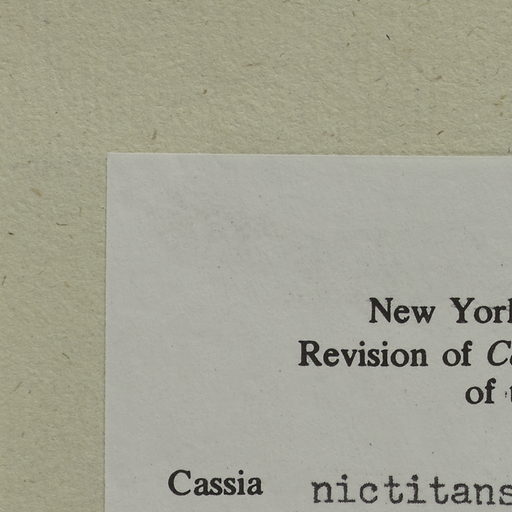 New York
Revision of
of
Cassia nictitans